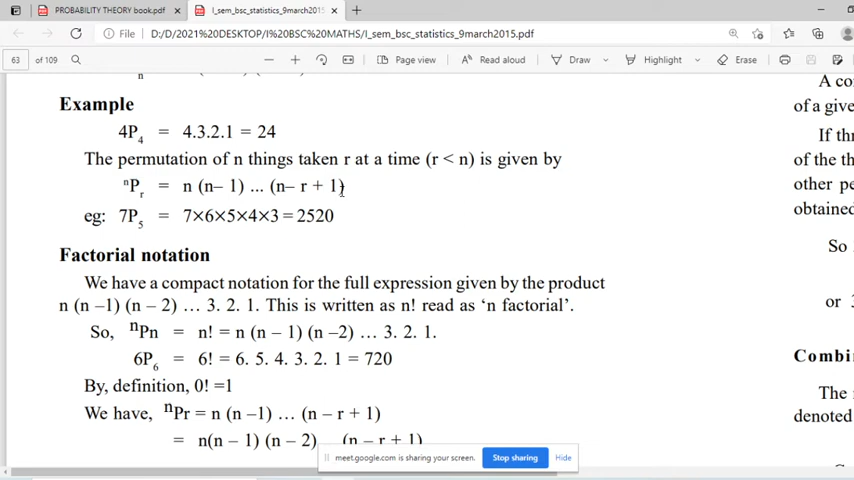 PROBABILITY THEORY book.pdf
I_sem_bsc_statistics_9march2015.
File D:/D/2021%20DESKTOP/I%20BSC%20MATHS/I_sem_bsc_statistics_9march2015.pdf
63 of 109 Page view Read aloud Draw Highlight Erase
Example
4P4 = 4.3.2.1 = 24
The permutation of n things taken r at a time (r < n) is given by
nPr = n (n– 1) ... (n– r + 1)
eg: 7P5 = 7×6×5×4×3 = 2520
Factorial notation
We have a compact notation for the full expression given by the product
n (n –1) (n – 2) … 3. 2. 1. This is written as n! read as ‘n factorial’.
So, nPn = n! = n (n – 1) (n –2) … 3. 2. 1.
6P6 = 6! = 6. 5. 4. 3. 2. 1 = 720
By, definition, 0! =1
We have, nPr = n (n –1) … (n – r + 1)
= n(n – 1) (n – 2) (n – r + 1)
meet.google.com is sharing your screen. Stop sharing Hide
A co
of a give
If thr
of the th
other pe
obtained
So
or 3
Combin
The n
denoted